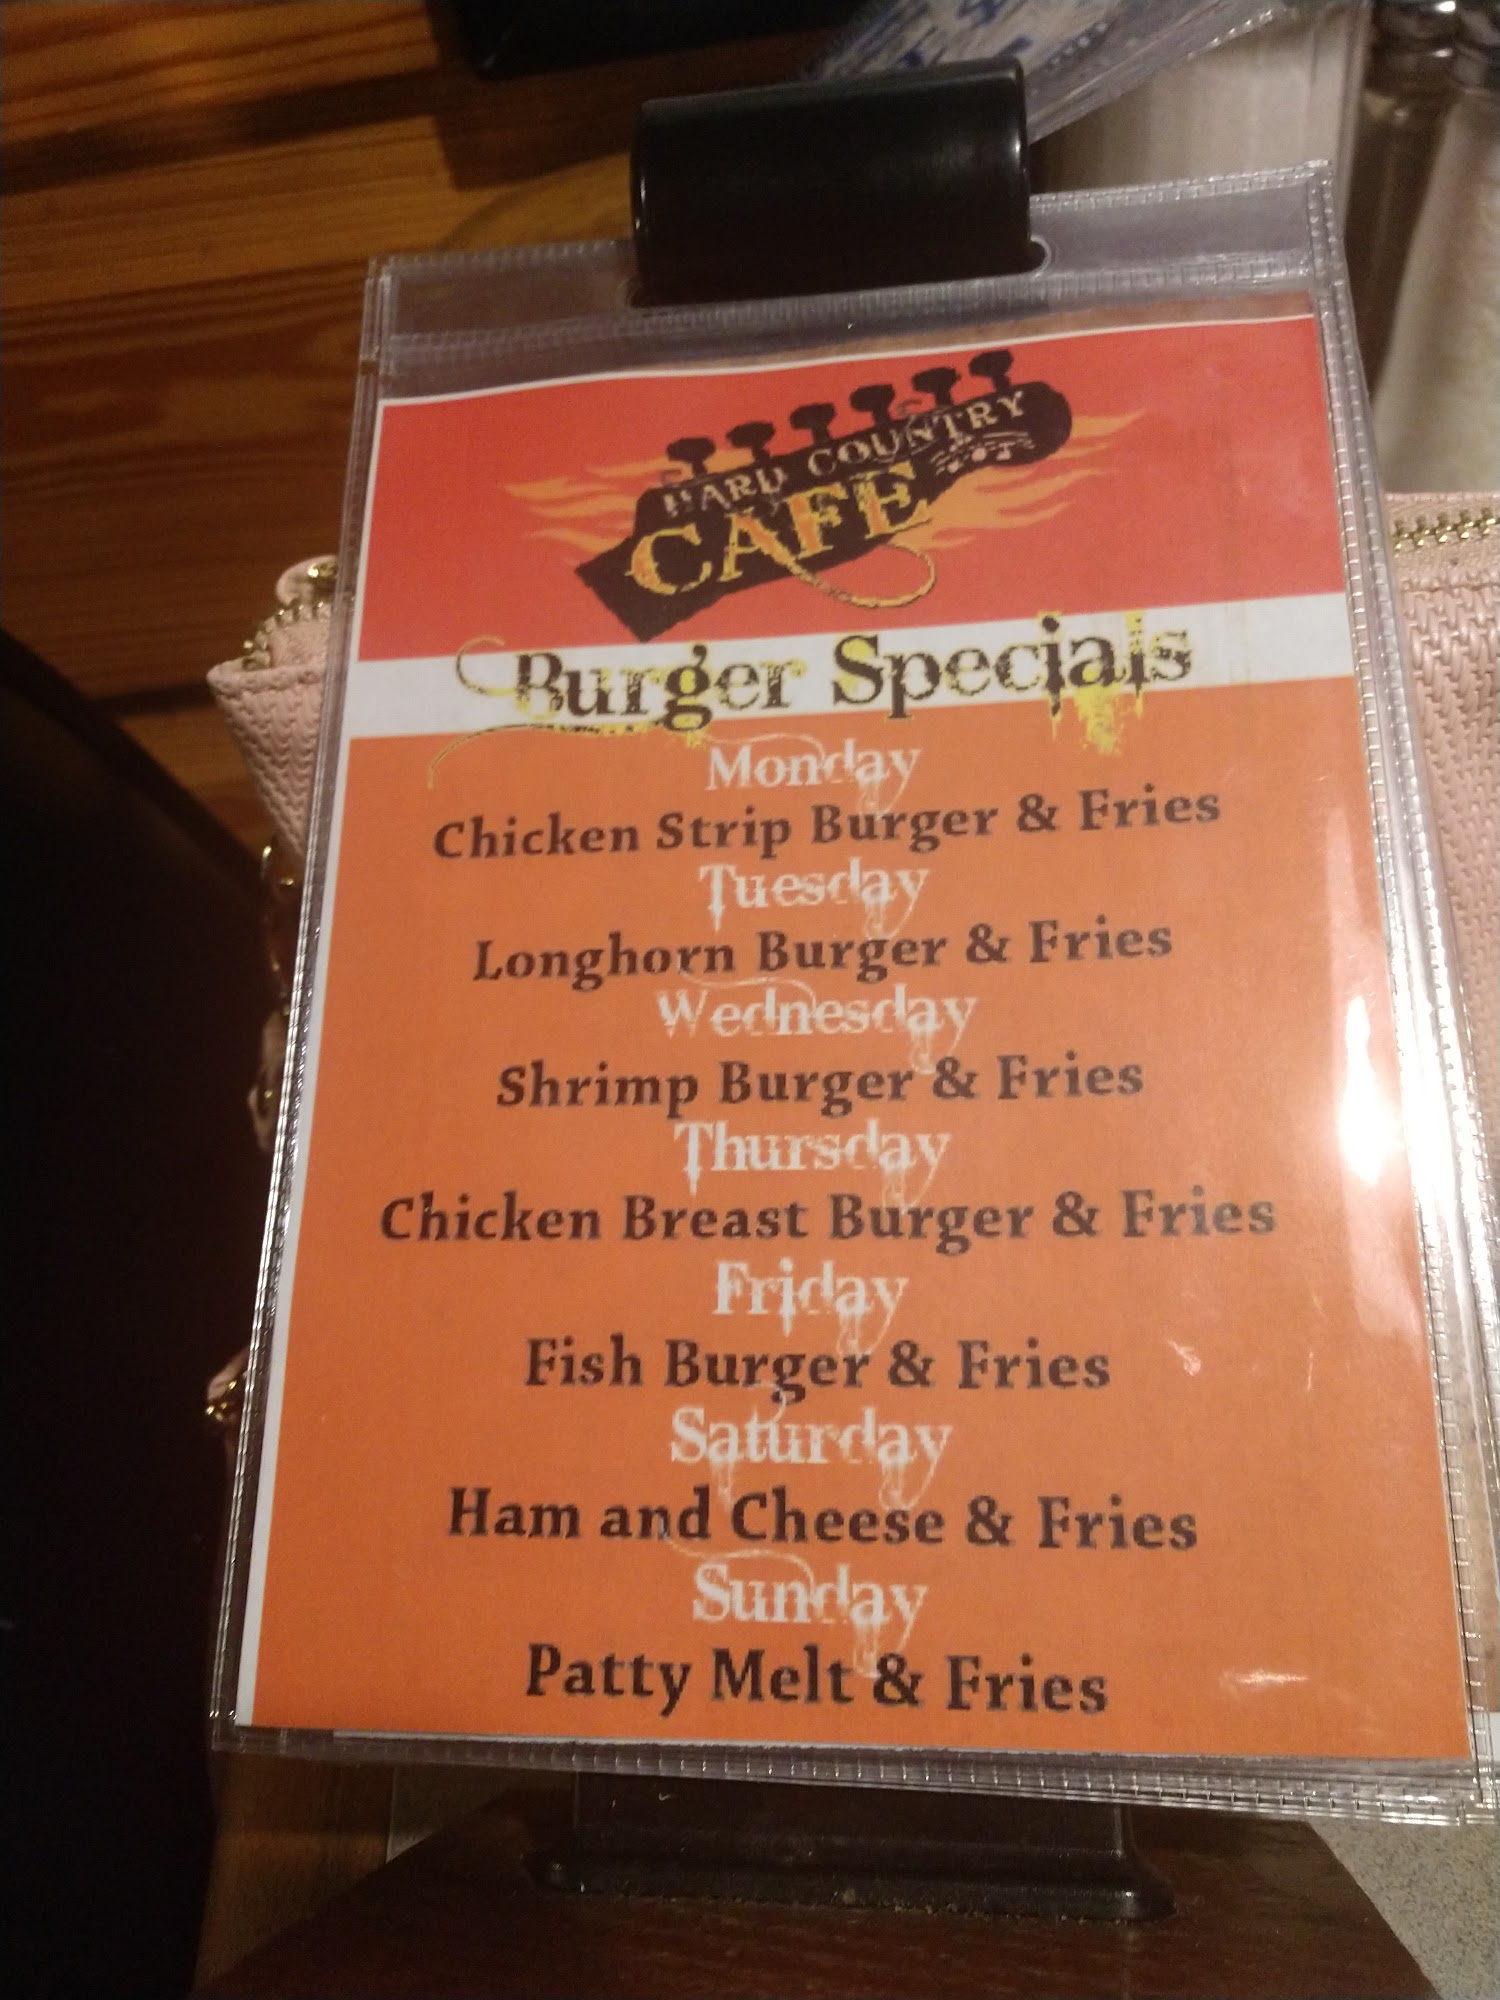 HARD COUNTRY
CAFE
Burger Specials
Monday
Chicken Strip Burger & Fries
Tuesday
Longhorn Burger & Fries
Wednesday
Shrimp Burger & Fries
Thursday
Chicken Breast Burger & Fries
Friday
Fish Burger & Fries
Saturday
Ham and Cheese & Fries
Sunday
Patty Melt & Fries